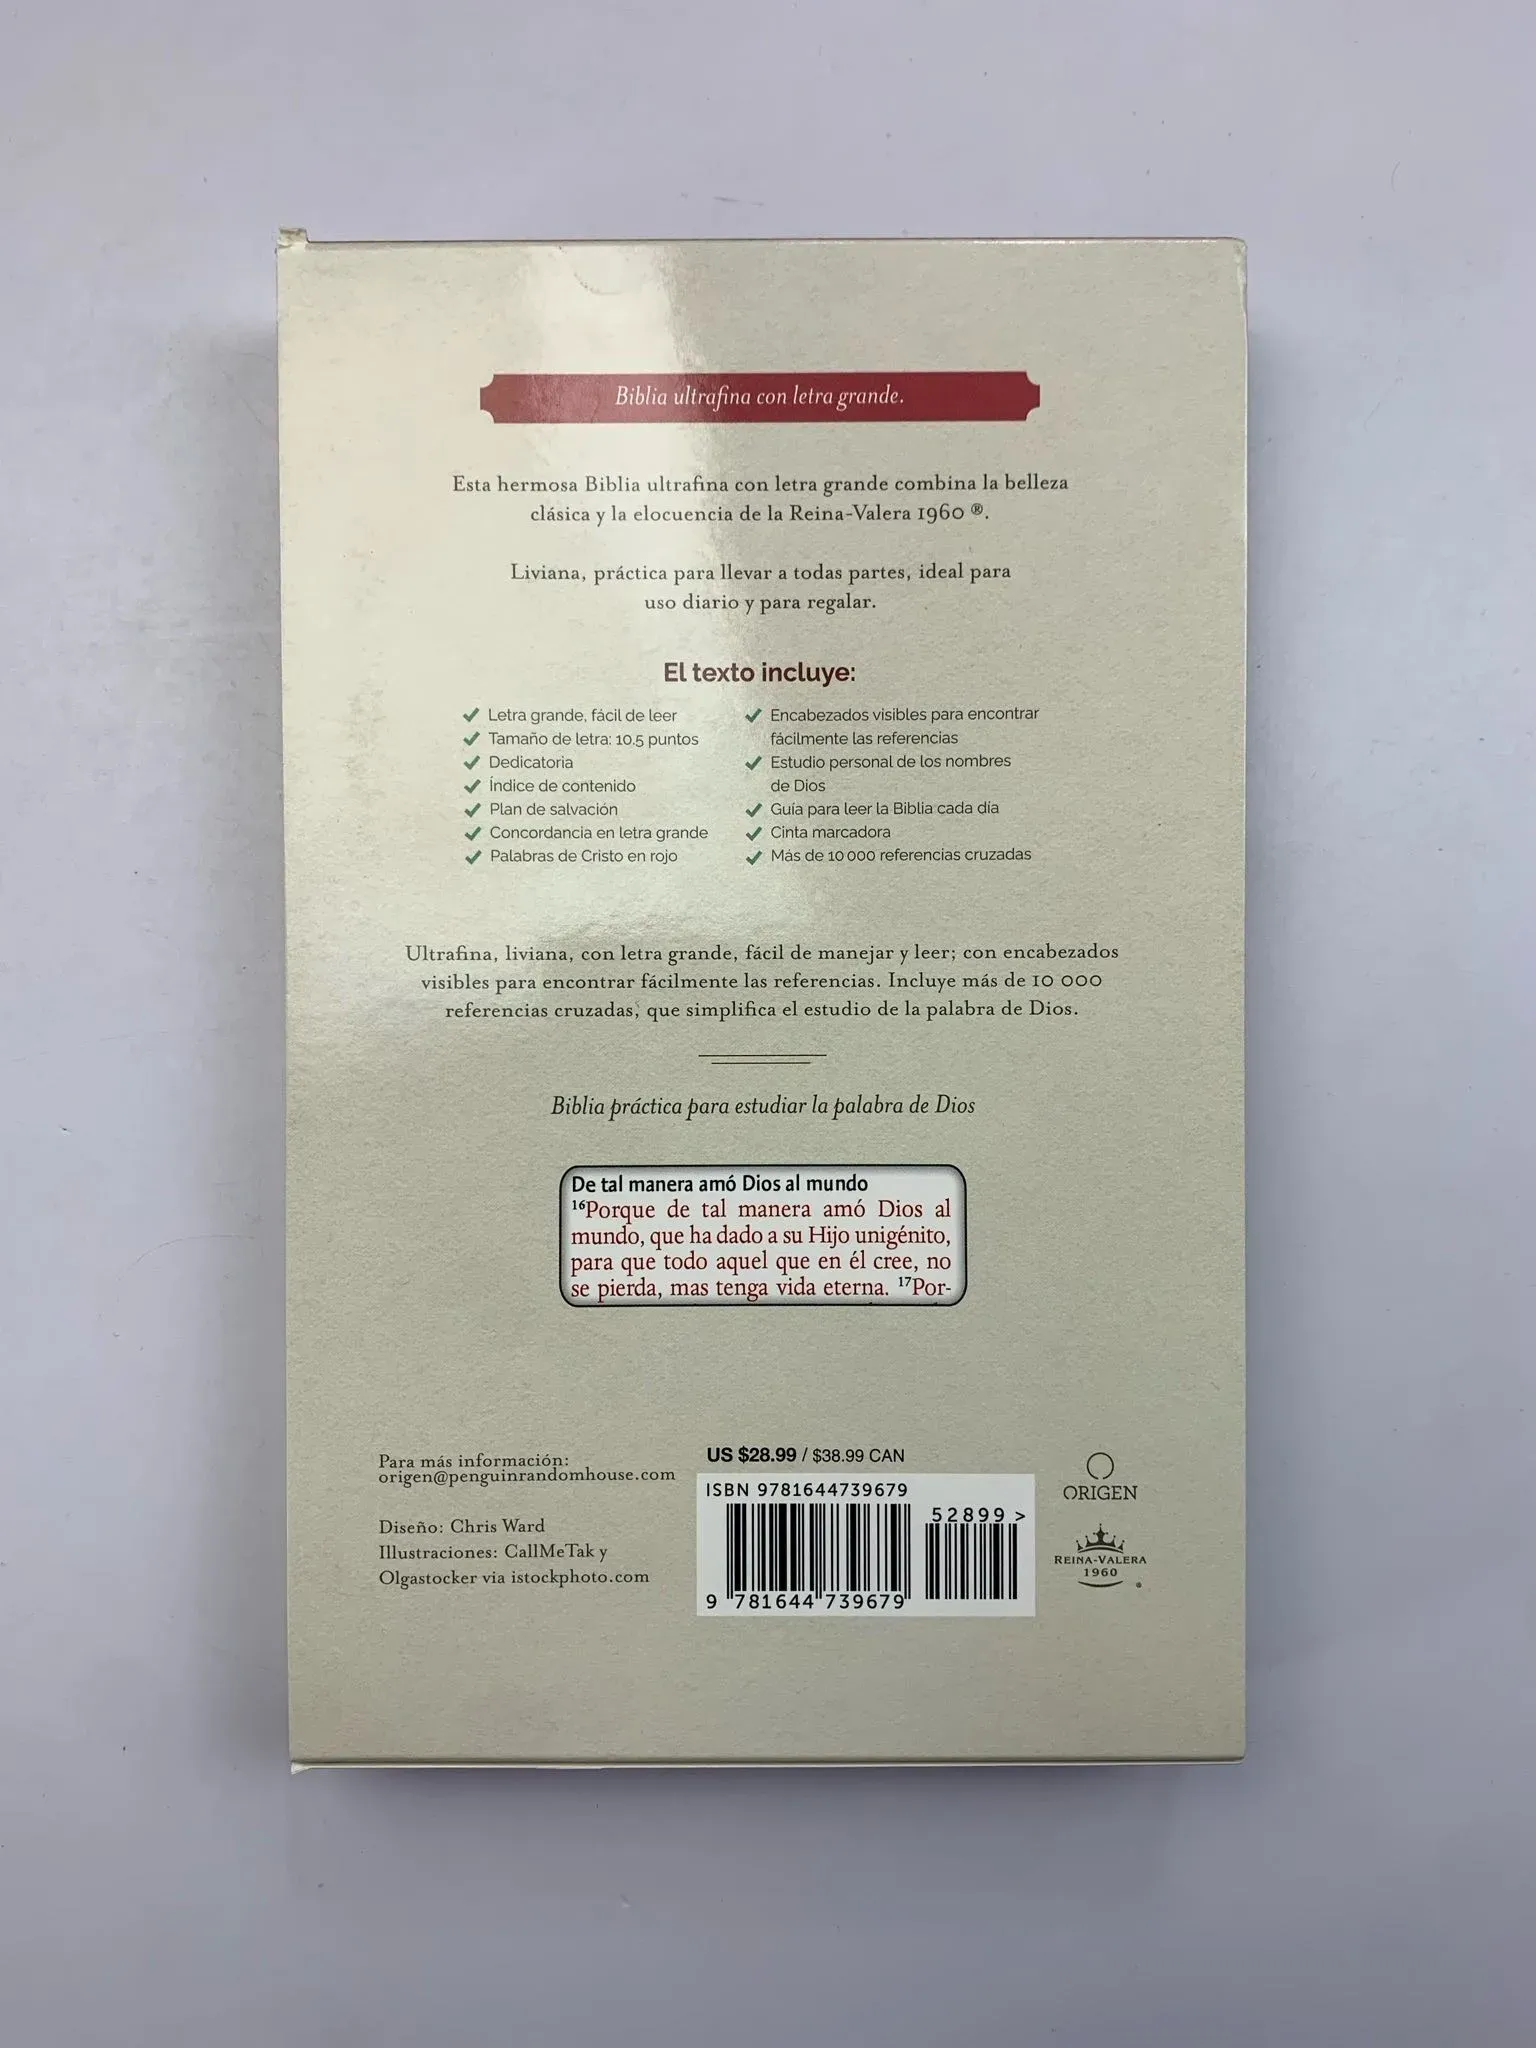 Biblia ultrafina con letra grande.
Esta hermosa Biblia ultrafina con letra grande combina la belleza
clásica y la elocuencia de la Reina-Valera 1960 ®.
Liviana, práctica para llevar a todas partes, ideal para
uso diario y para regalar.
El texto incluye:
Letra grande, fácil de leer
Tamaño de letra: 10.5 puntos
Dedicatoria
Índice de contenido
Plan de salvación
Concordancia en letra grande
Palabras de Cristo en rojo
Encabezados visibles para encontrar
fácilmente las referencias
Estudio personal de los nombres
de Dios
Guía para leer la Biblia cada día
Cinta marcadora
Más de 10 000 referencias cruzadas
Ultrafina, liviana, con letra grande, fácil de manejar y leer; con encabezados
visibles para encontrar fácilmente las referencias. Incluye más de 10 000
referencias cruzadas, que simplifica el estudio de la palabra de Dios.
Biblia práctica para estudiar la palabra de Dios
De tal manera amó Dios al mundo
16Porque de tal manera amó Dios al
mundo, que ha dado a su Hijo unigénito,
para que todo aquel que en él cree, no
se pierda, mas tenga vida eterna. 17Por-
Para más información:
origen@penguinrandomhouse.com
Diseño: Chris Ward
Illustraciones: CallMeTak y
Olgastocker via istockphoto.com
US $28.99 / $38.99 CAN
ISBN 9781644739679
52899 >
9 781644 739679
ORIGEN
REINA-VALERA
1960